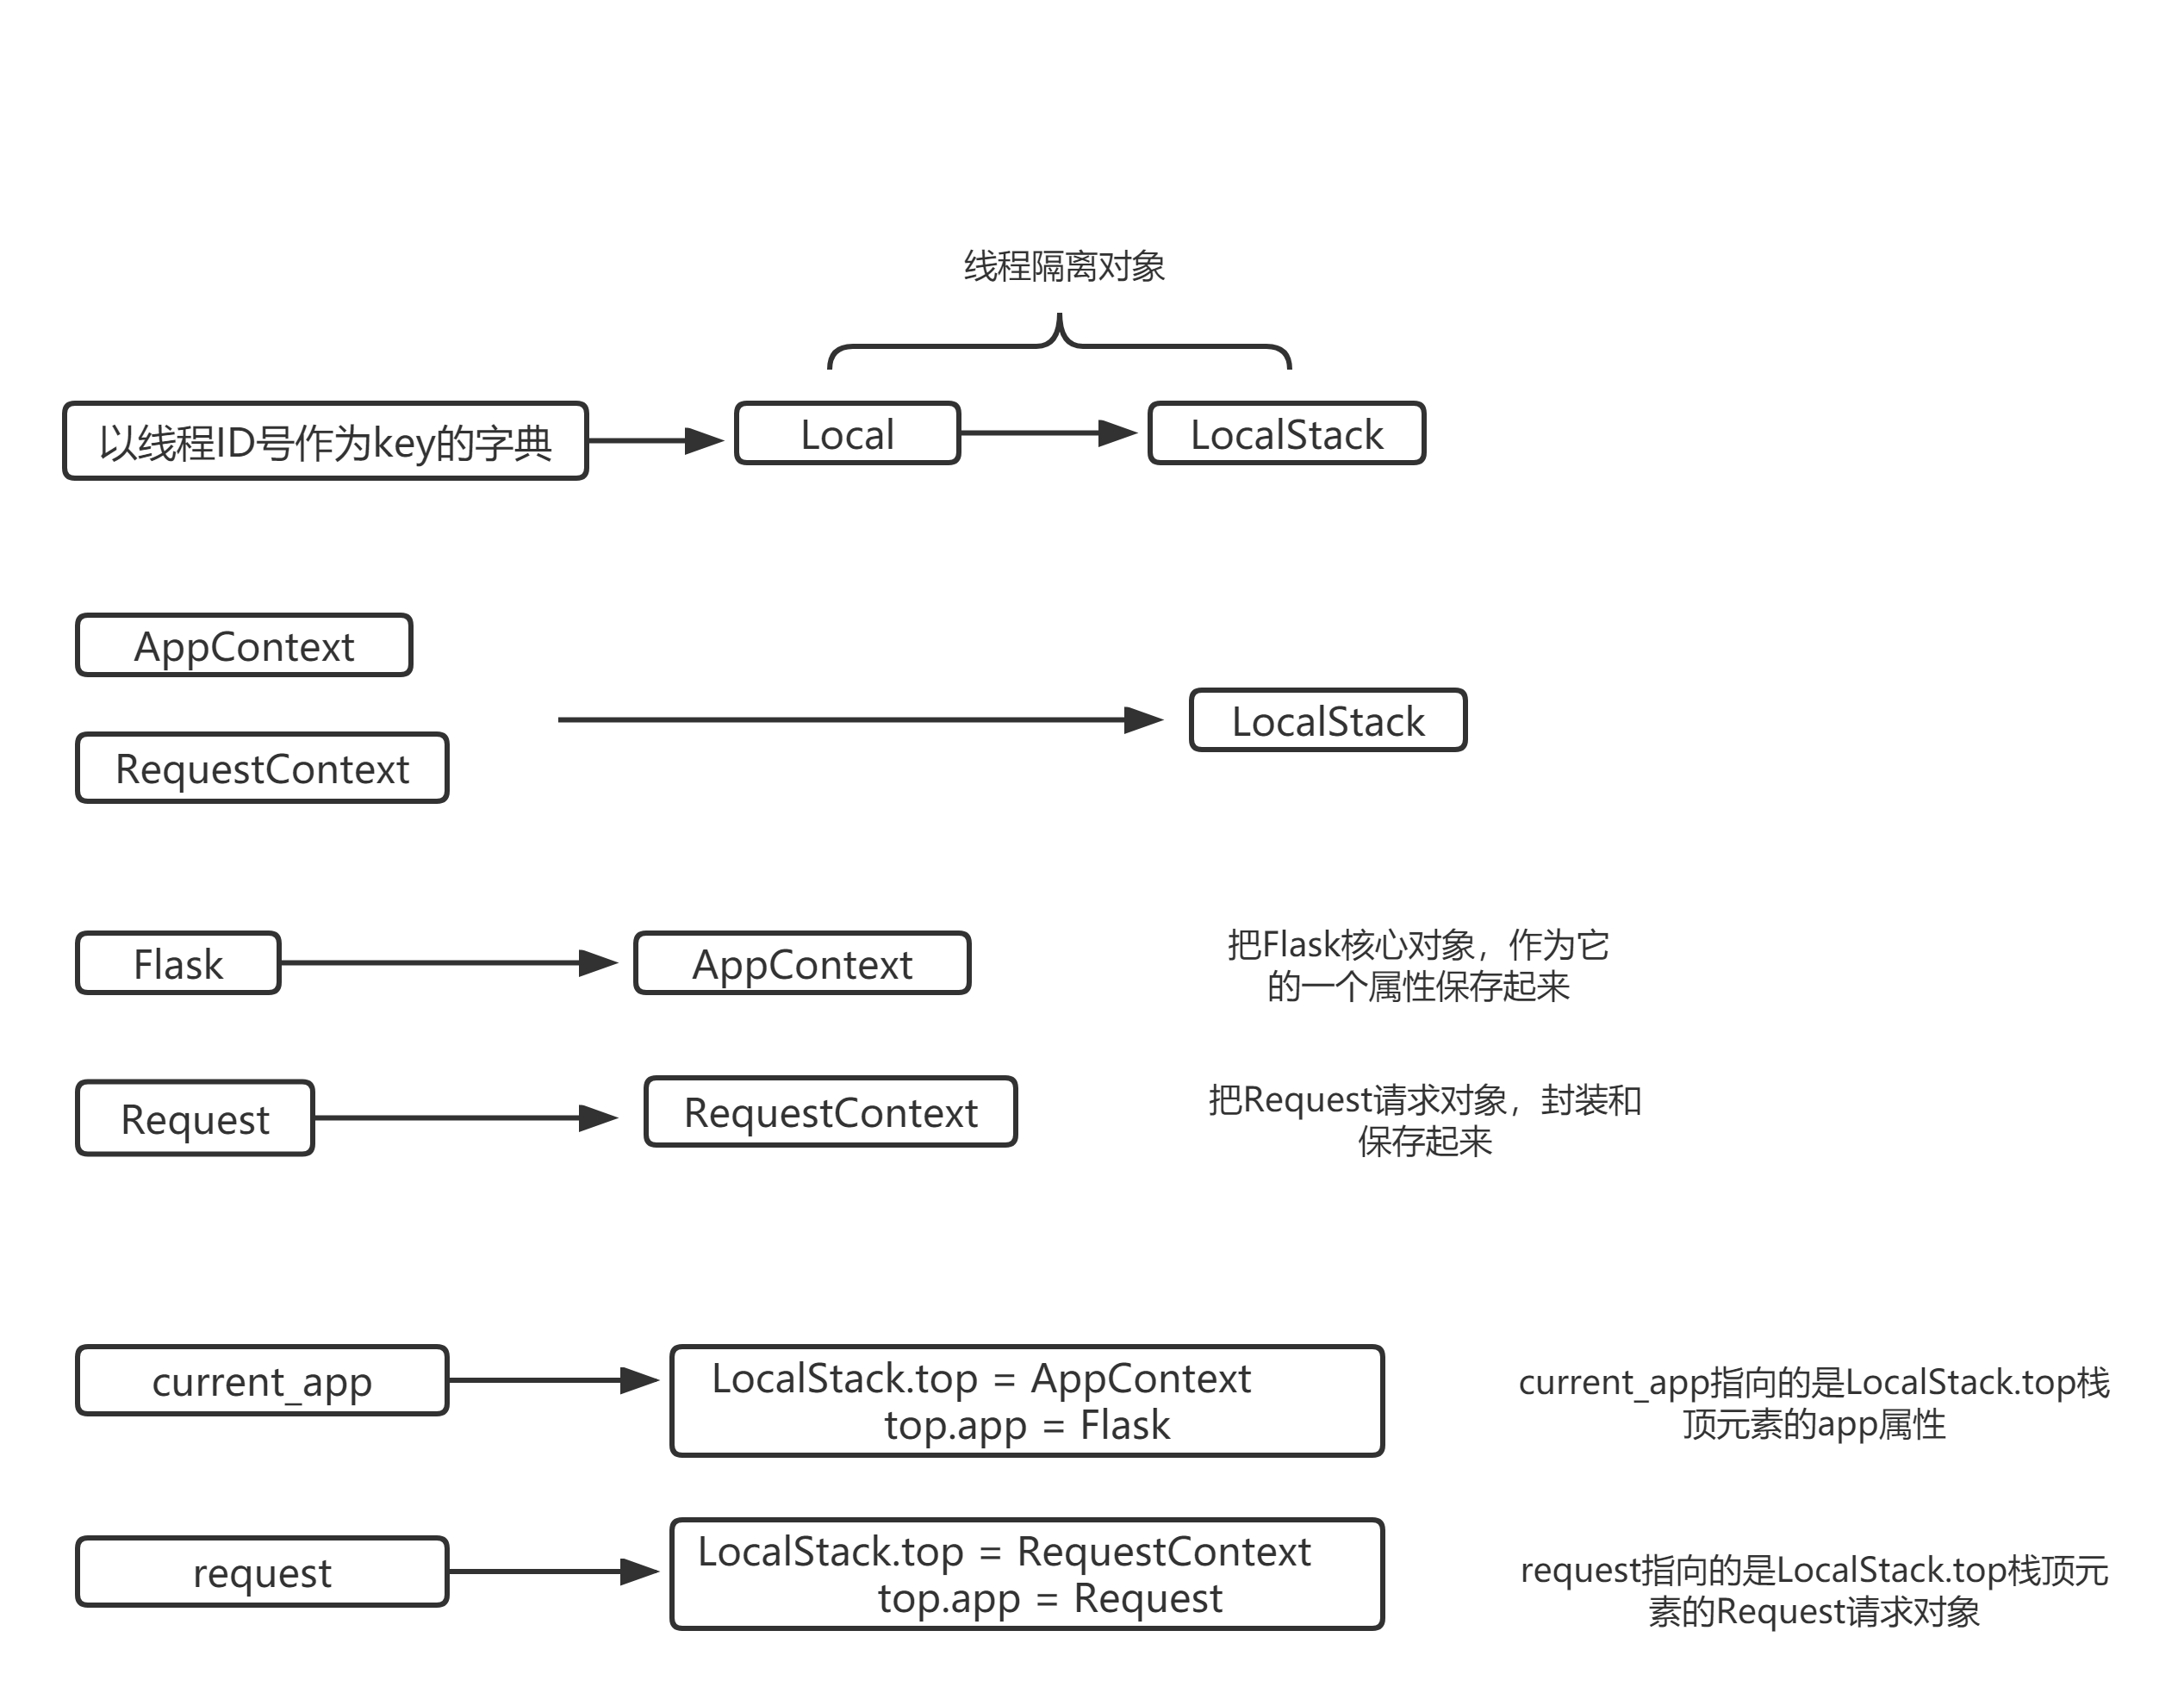 线程隔离对象
以线程ID号作为key的字典
Local
LocalStack
AppContext
RequestContext
LocalStack
Flask
AppContext
把Flask核心对象，作为它
的一个属性保存起来
Request
RequestContext
把Request请求对象，封装和
保存起来
current_app
LocalStack.top = AppContext
top.app = Flask
current_app指向的是LocalStack.top栈
顶元素的app属性
request
LocalStack.top = RequestContext
top.app = Request
request指向的是LocalStack.top栈顶元
素的Request请求对象